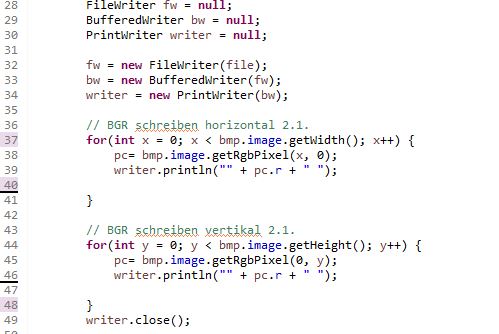 28 FileWriter fw = null;
29 BufferedWriter bw = null;
30 PrintWriter writer = null;
31
32 fw = new FileWriter(file);
33 bw = new BufferedWriter(fw);
34 writer = new PrintWriter(bw);
35
36 // BGR schreiben horizontal 2.1.
37 for(int x = 0; x < bmp.image.getWidth(); x++) {
38 pc= bmp.image.getRgbPixel(x, 0);
39 writer.println("" + pc.r + " ");
40
41 }
42
43 // BGR schreiben vertikal 2.1.
44 for(int y = 0; y < bmp.image.getHeight(); y++) {
45 pc= bmp.image.getRgbPixel(0, y);
46 writer.println("" + pc.r + " ");
47
48 }
49 writer.close();